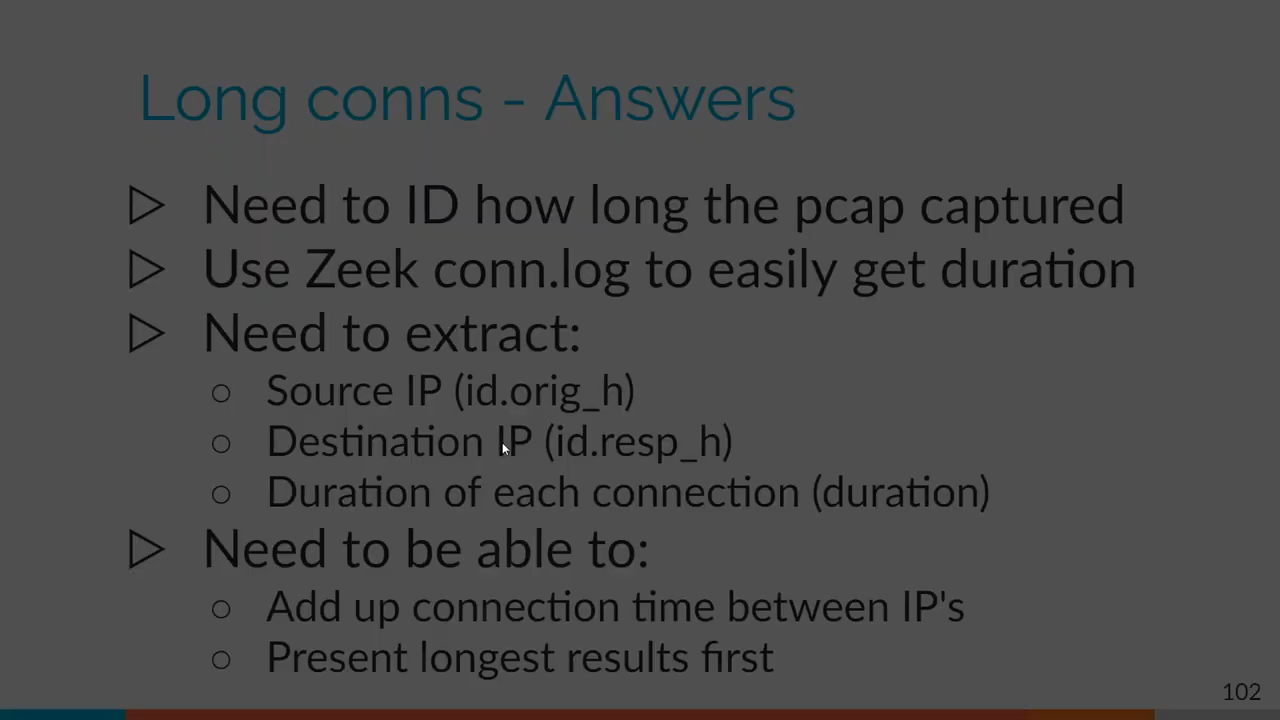 Long conns - Answers
▷ Need to ID how long the pcap captured
▷ Use Zeek conn.log to easily get duration
▷ Need to extract:
○ Source IP (id.orig_h)
○ Destination IP (id.resp_h)
○ Duration of each connection (duration)
▷ Need to be able to:
○ Add up connection time between IP's
○ Present longest results first
102